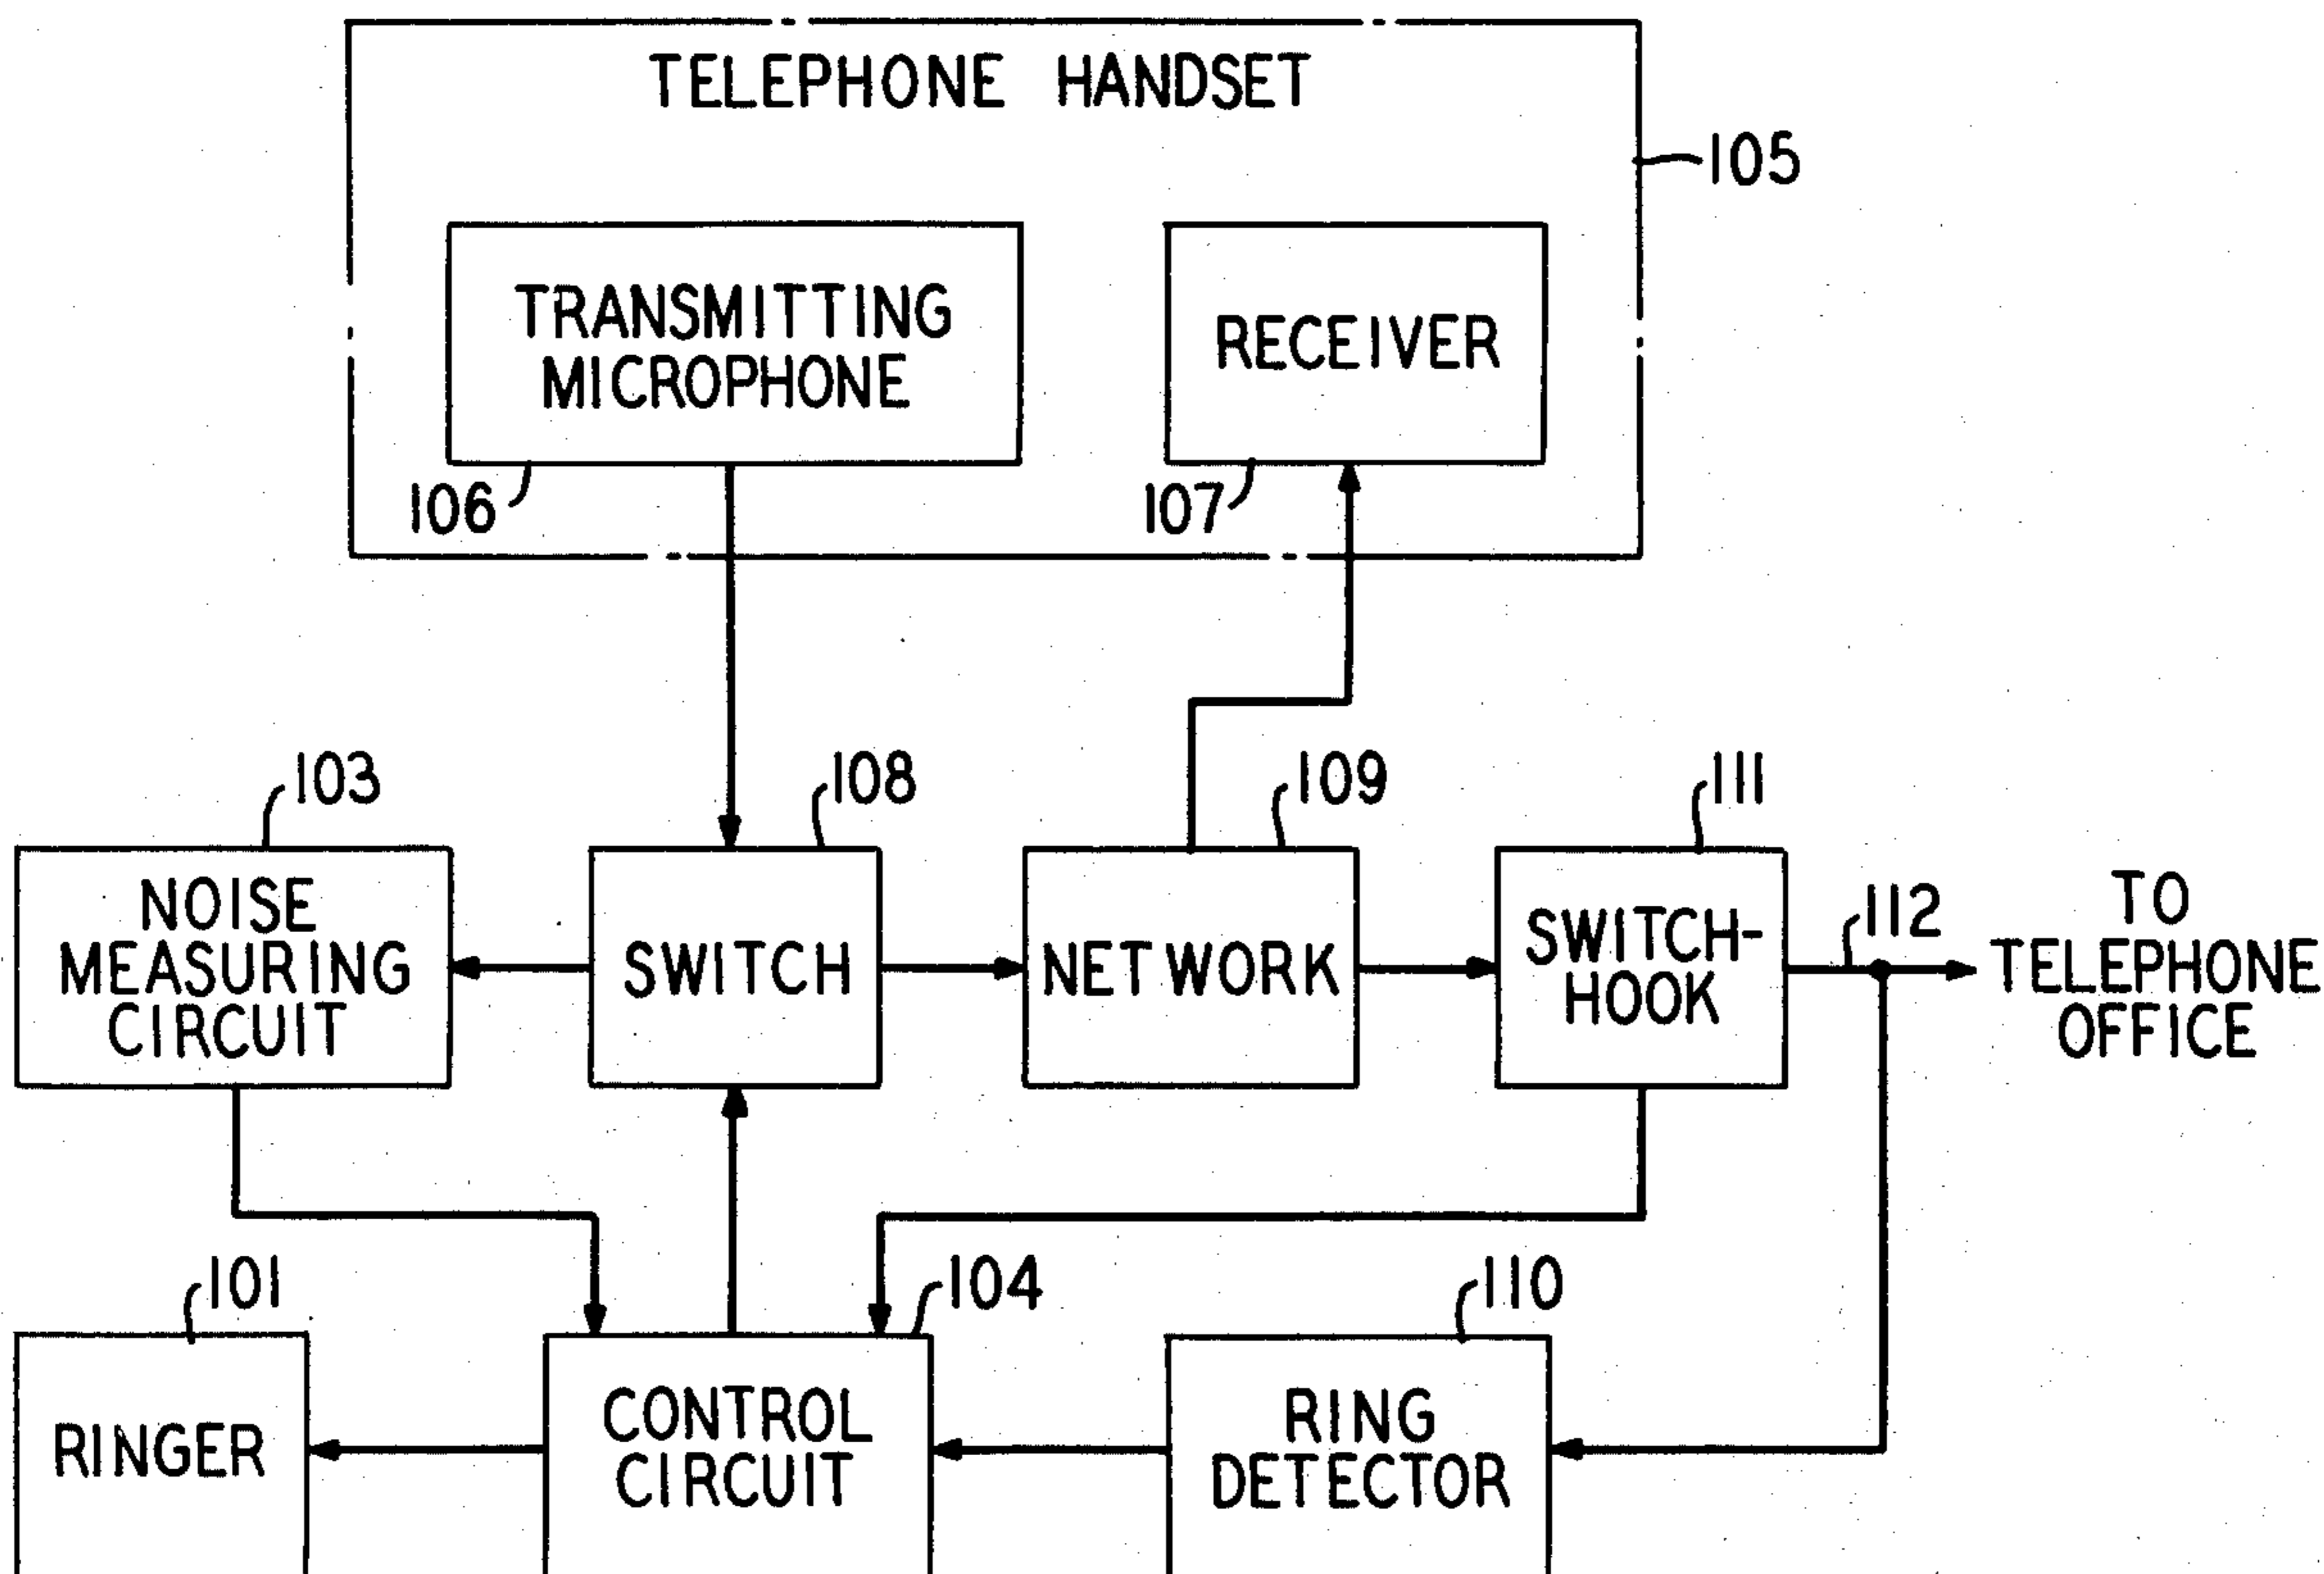 TELEPHONE HANDSET
105
TRANSMITTING
MICROPHONE
RECEIVER
106
107
103
108
109
111
NOISE
MEASURING
CIRCUIT
SWITCH
NETWORK
SWITCH-
HOOK
112
TO
TELEPHONE
OFFICE
101
104
110
RINGER
CONTROL
CIRCUIT
RING
DETECTOR